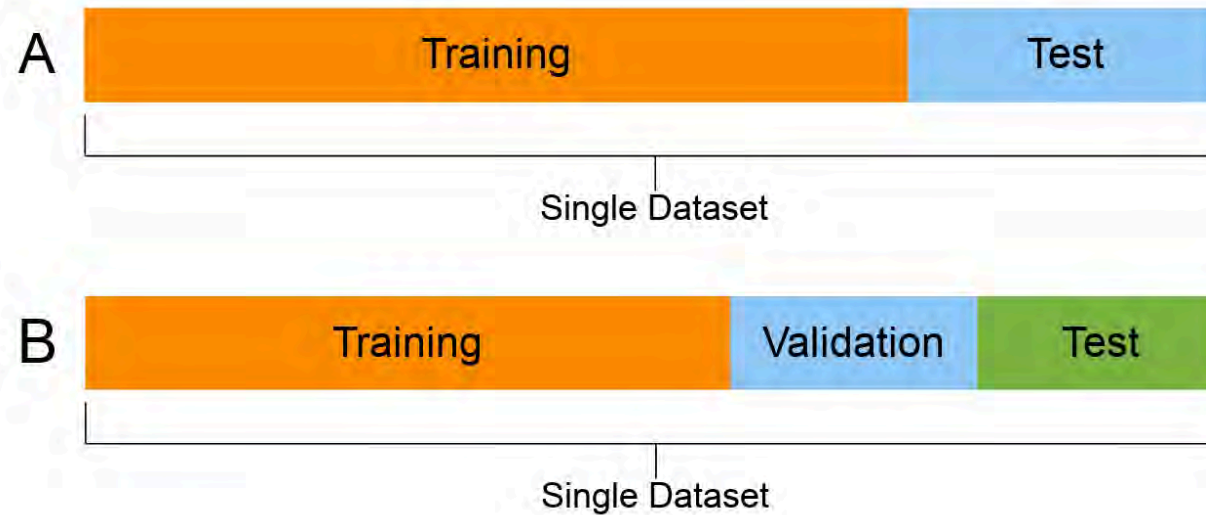 A Training Test
Single Dataset
B Training Validation Test
Single Dataset